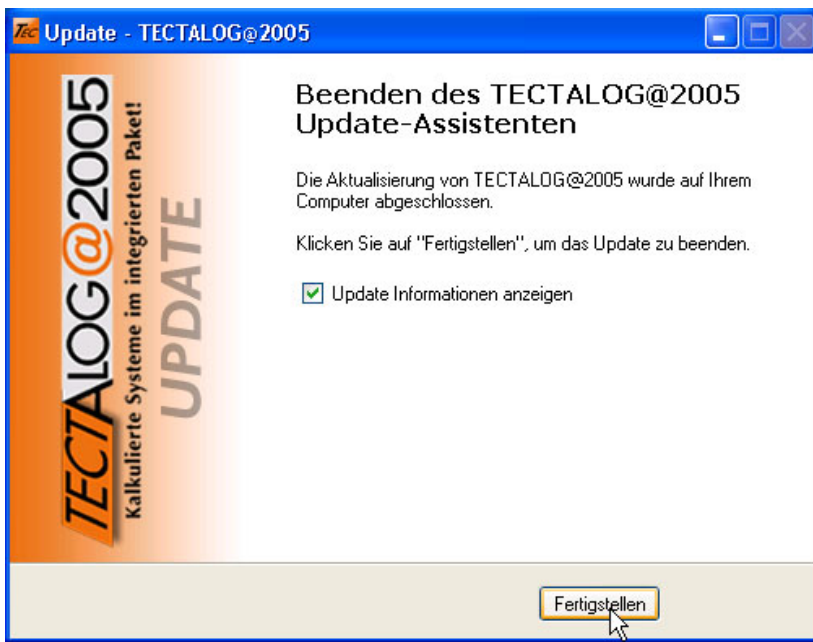 TEC Update - TECTALOG@2005
TECTALOG@2005
Kalkulierte Systeme im integrierten Paket!
UPDATE
Beenden des TECTALOG@2005
Update-Assistenten
Die Aktualisierung von TECTALOG@2005 wurde auf Ihrem
Computer abgeschlossen.
Klicken Sie auf "Fertigstellen", um das Update zu beenden.
Update Informationen anzeigen
Fertigstellen